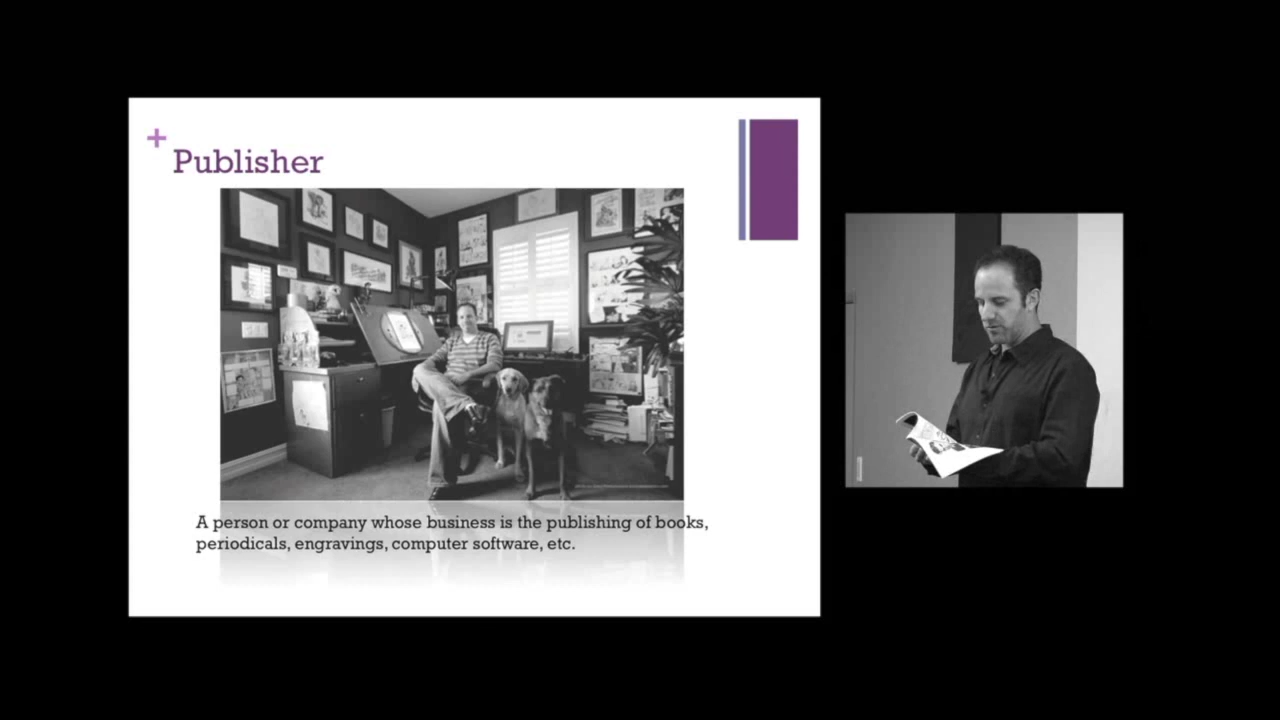 +
Publisher
A person or company whose business is the publishing of books,
periodicals, engravings, computer software, etc.